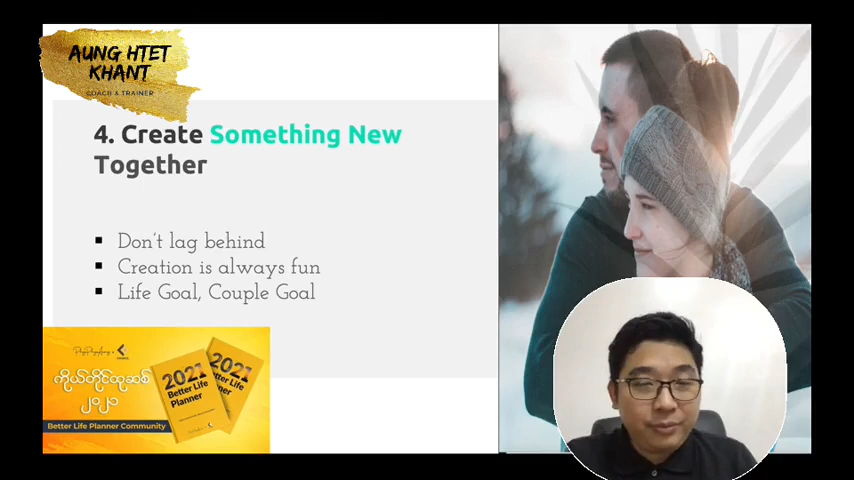 AUNG HTET
KHANT
COACH & TRAINER
4. Create Something New
Together
Don't lag behind
Creation is always fun
Life Goal, Couple Goal
ကိုယ်တိုင်ထုဆစ်
၂၀၂၁
Better Life Planner Community
2021
Better Life
Planner
2021
Better Life
Planner